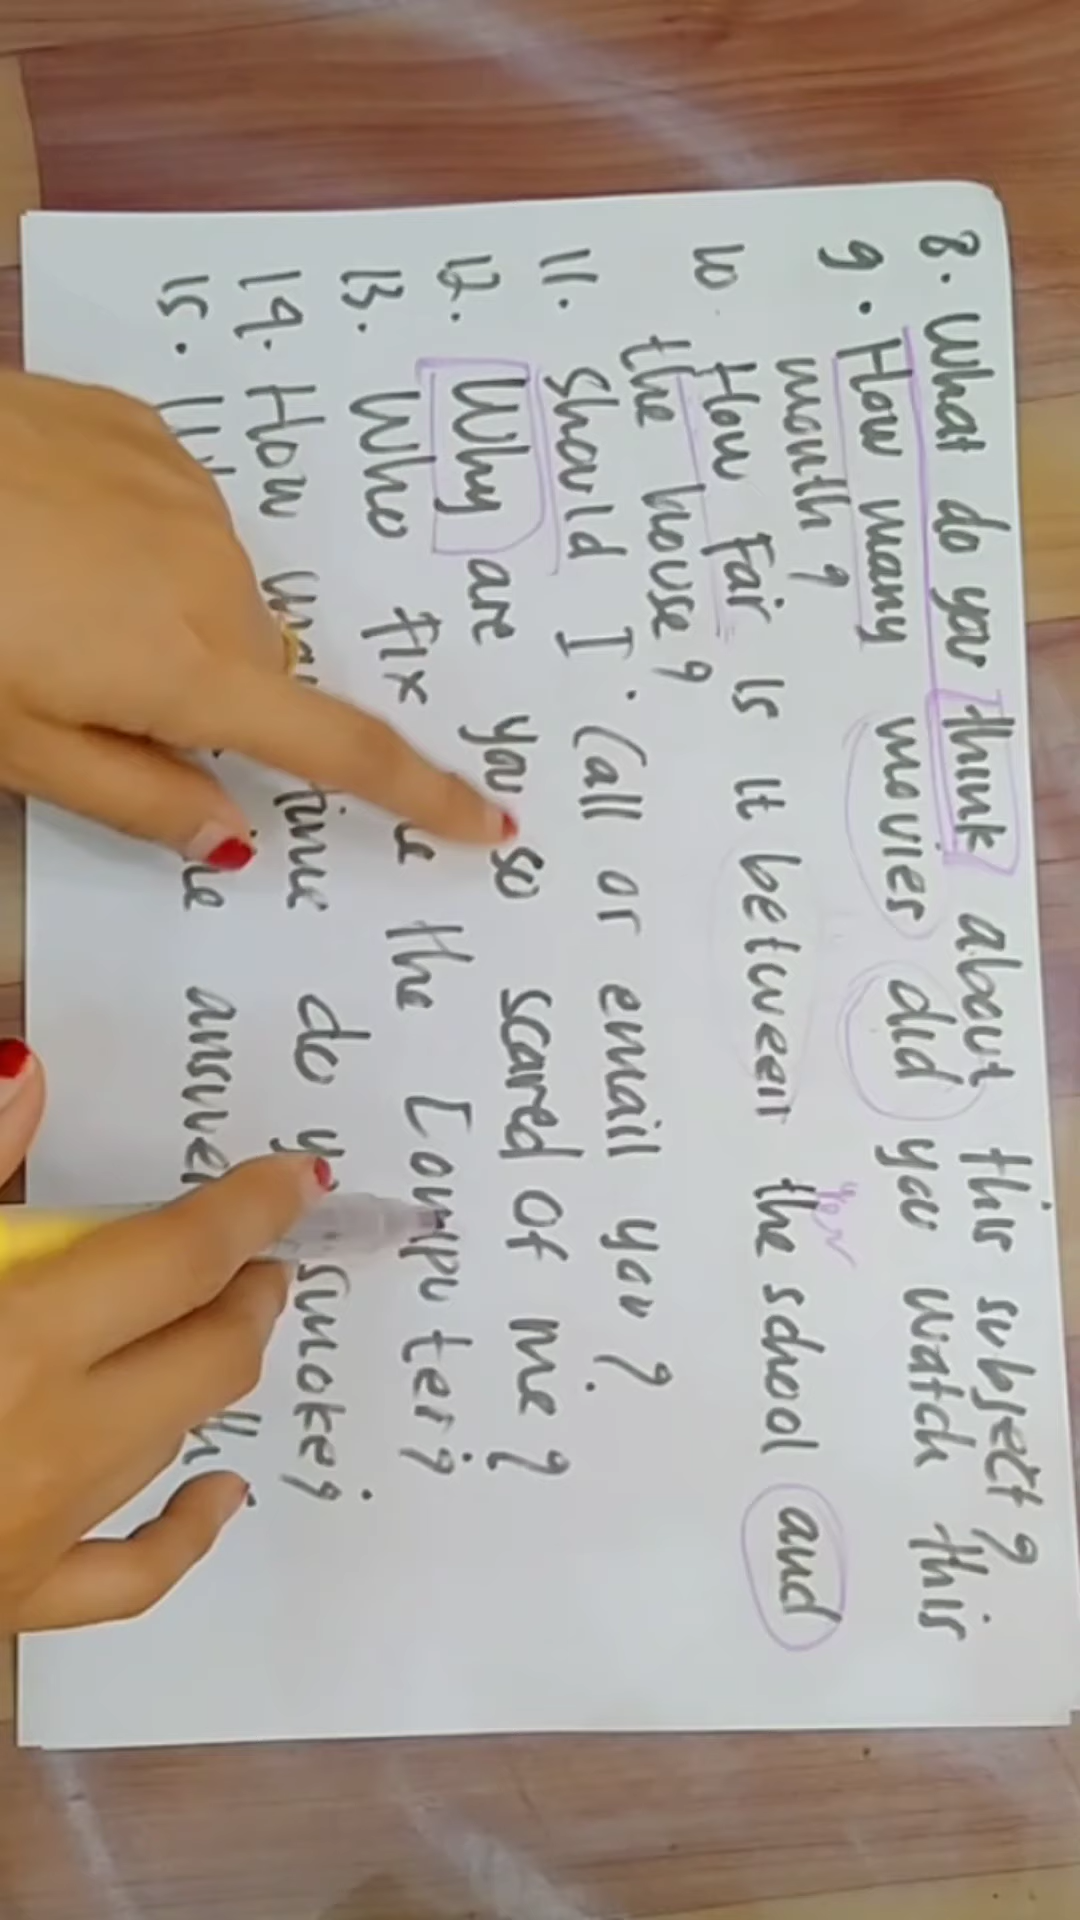 8. What do you think about this subject?
9. How many movies did you watch this
month?
10. How Far is it between the school and
the house?
11. Should I call or email you?
12. Why are you so scared of me?
13. Who fix the Computer?
14. How time do smoke?
15.